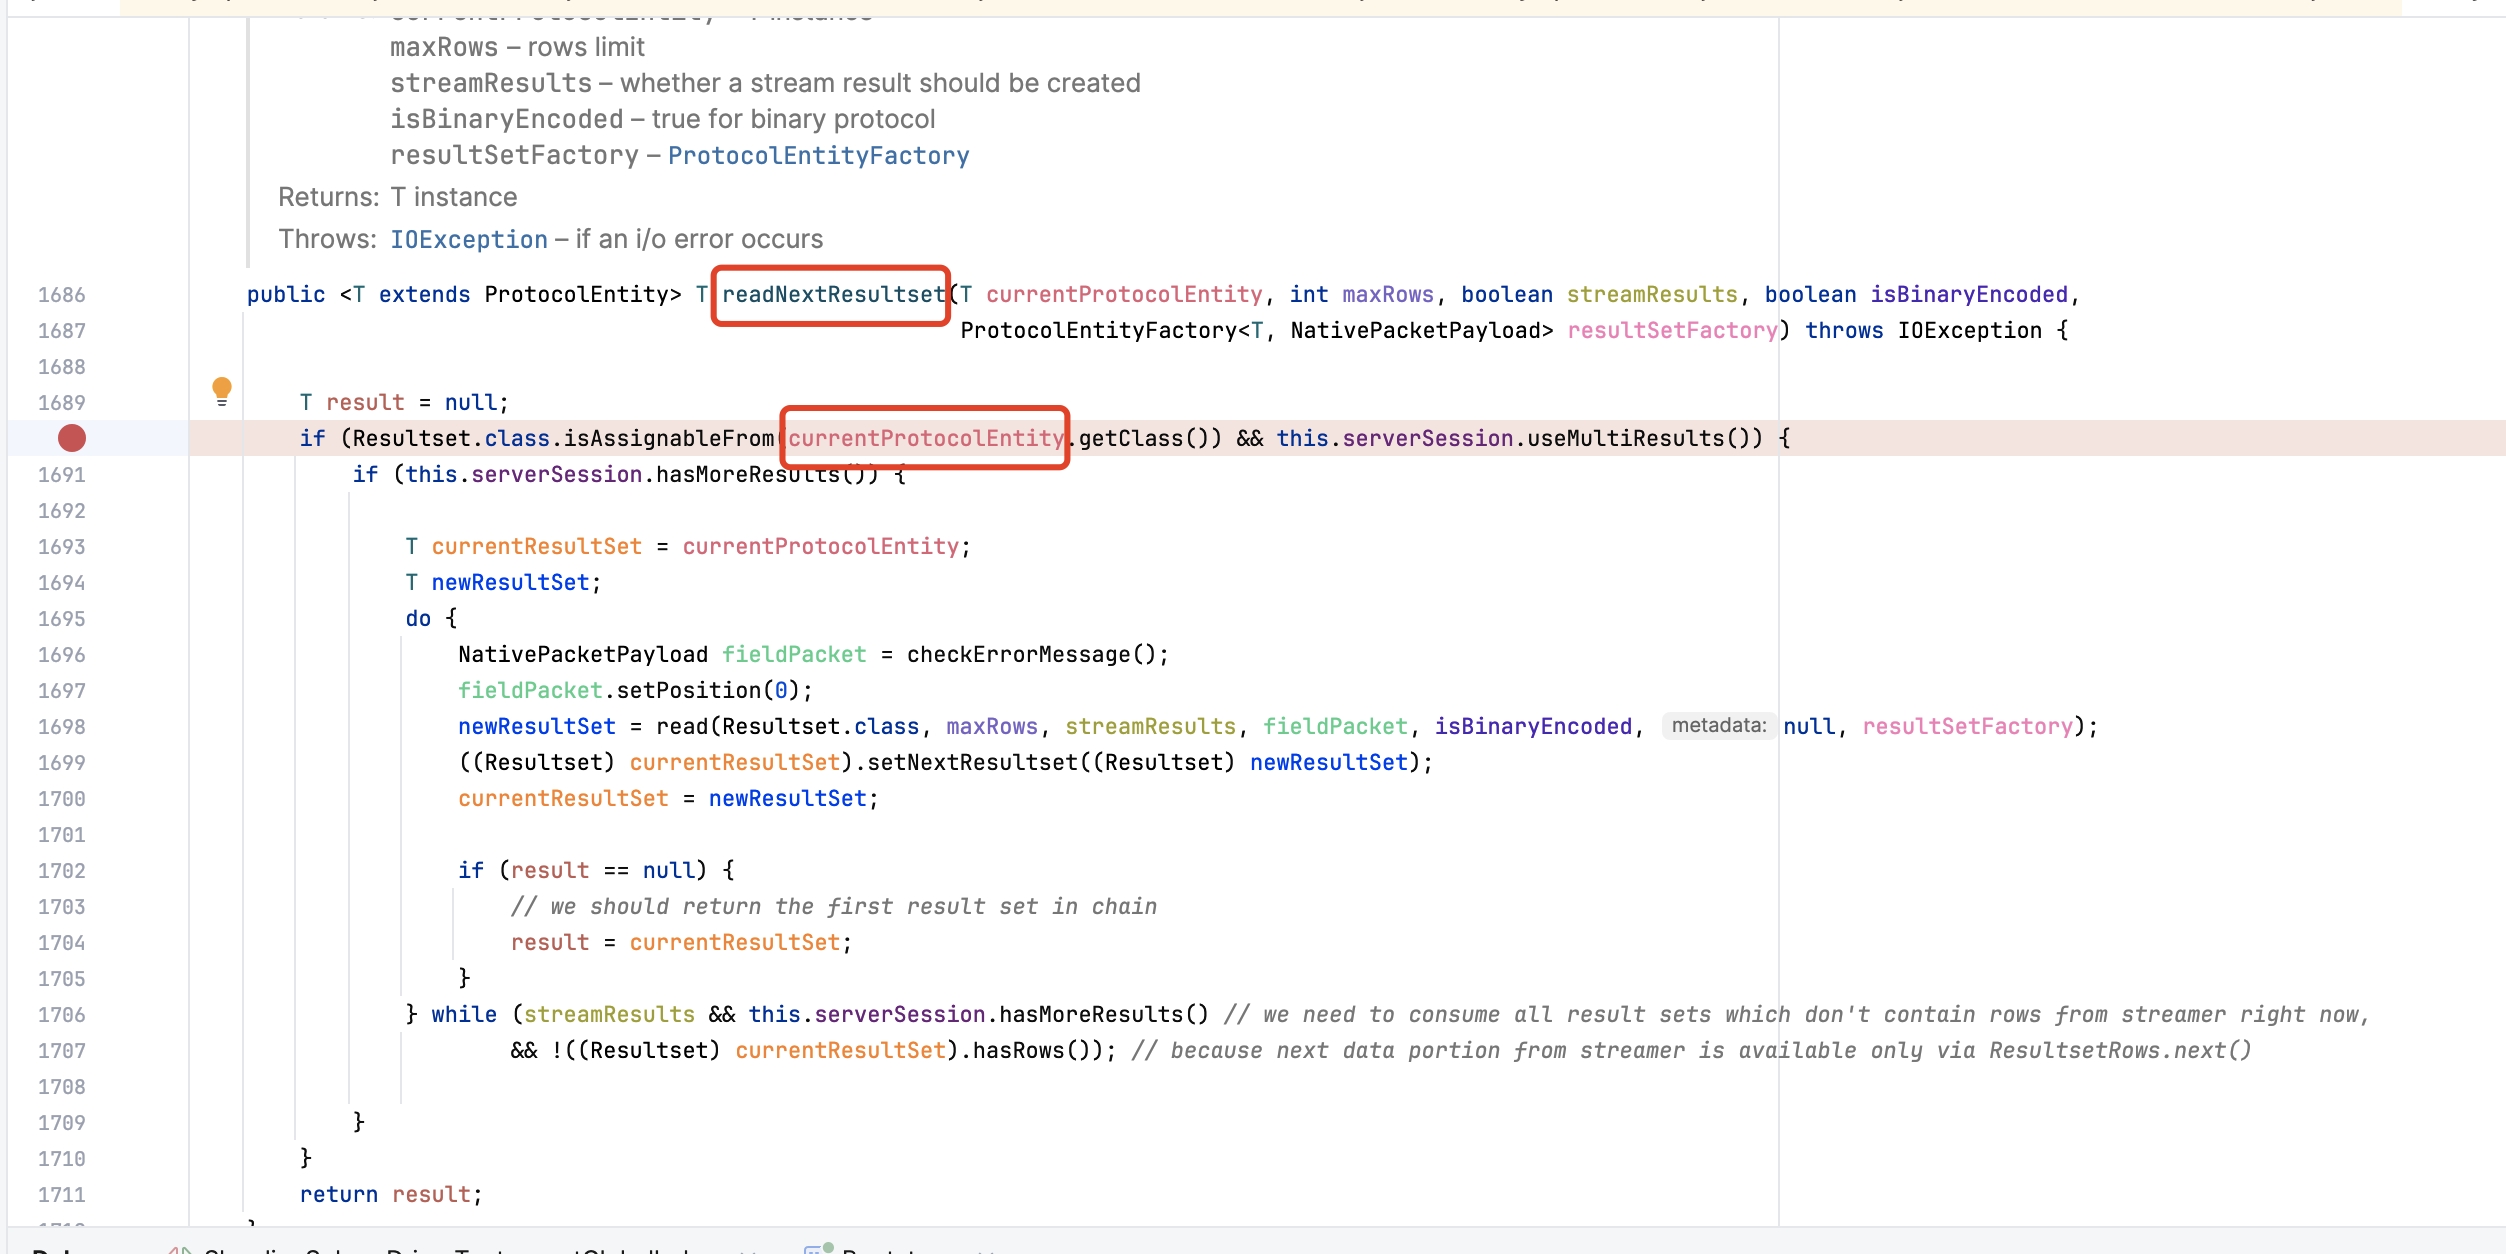 maxRows – rows limit
streamResults – whether a stream result should be created
isBinaryEncoded – true for binary protocol
resultSetFactory – ProtocolEntityFactory
Returns: T instance
Throws: IOException – if an i/o error occurs
1686 public <T extends ProtocolEntity> T readNextResultset(T currentProtocolEntity, int maxRows, boolean streamResults, boolean isBinaryEncoded,
1687 ProtocolEntityFactory<T, NativePacketPayload> resultSetFactory) throws IOException {
1688
1689 T result = null;
if (Resultset.class.isAssignableFrom(currentProtocolEntity.getClass()) && this.serverSession.useMultiResults()) {
1691 if (this.serverSession.hasMoreResults()) {
1692
1693 T currentResultSet = currentProtocolEntity;
1694 T newResultSet;
1695 do {
1696 NativePacketPayload fieldPacket = checkErrorMessage();
1697 fieldPacket.setPosition(0);
1698 newResultSet = read(Resultset.class, maxRows, streamResults, fieldPacket, isBinaryEncoded, metadata: null, resultSetFactory);
1699 ((Resultset) currentResultSet).setNextResultset((Resultset) newResultSet);
1700 currentResultSet = newResultSet;
1701
1702 if (result == null) {
1703 // we should return the first result set in chain
1704 result = currentResultSet;
1705 }
1706 } while (streamResults && this.serverSession.hasMoreResults() // we need to consume all result sets which don't contain rows from streamer right now,
1707 && !((Resultset) currentResultSet).hasRows()); // because next data portion from streamer is available only via ResultsetRows.next()
1708
1709 }
1710 }
1711 return result;